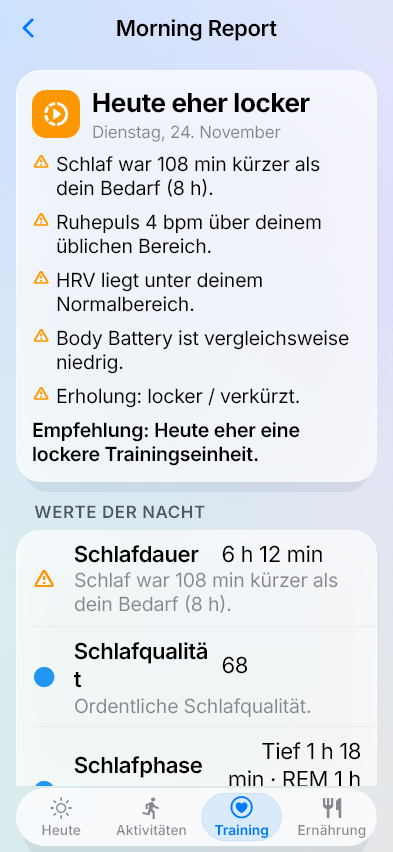 Morning Report
Heute eher locker
Dienstag, 24. November
Schlaf war 108 min kürzer als
dein Bedarf (8 h).
Ruhepuls 4 bpm über deinem
üblichen Bereich.
HRV liegt unter deinem
Normalbereich.
Body Battery ist vergleichsweise
niedrig.
Erholung: locker / verkürzt.
Empfehlung: Heute eher eine
lockere Trainingseinheit.
WERTE DER NACHT
Schlafdauer 6 h 12 min
Schlaf war 108 min kürzer als
dein Bedarf (8 h).
Schlafqualitä
t
68
Ordentliche Schlafqualität.
Tief 1 h 18
Schlafphase
min · REM 1 h
Heute Aktivitäten Training Ernährung